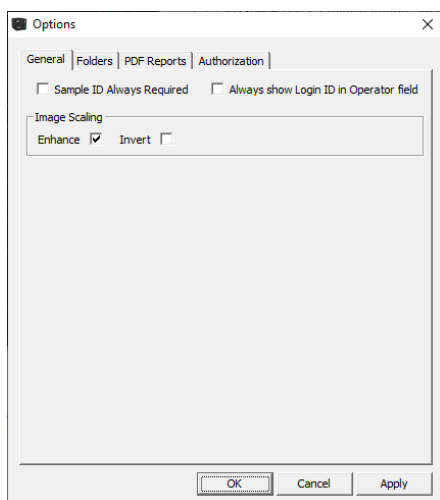 Options
General Folders PDF Reports Authorization
Sample ID Always Required Always show Login ID in Operator field
Image Scaling
Enhance Invert
OK Cancel Apply